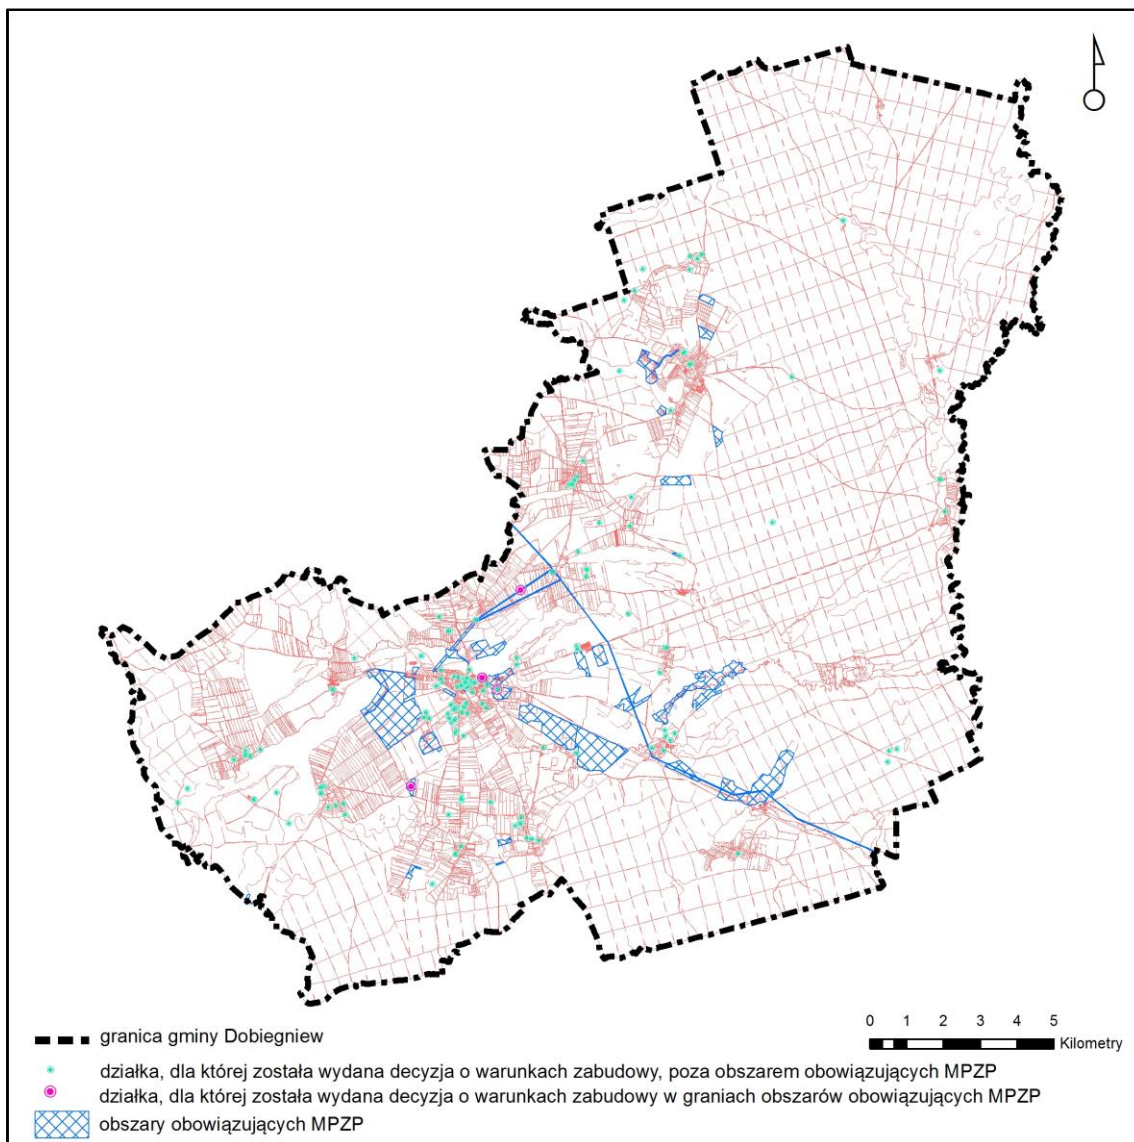 0 1 2 3 4 5
Kilometry
granica gminy Dobiegniew
działka, dla której została wydana decyzja o warunkach zabudowy, poza obszarem obowiązujących MPZP
działka, dla której została wydana decyzja o warunkach zabudowy w graniach obszarów obowiązujących MPZP
obszary obowiązujących MPZP